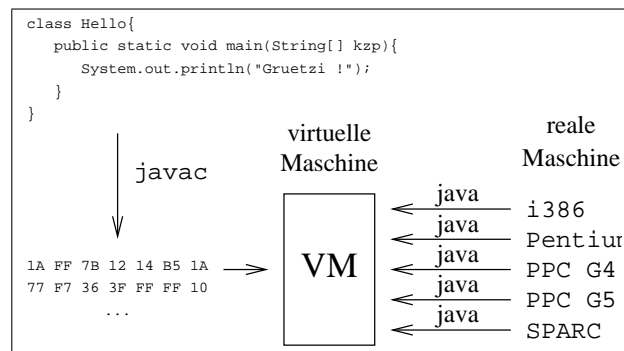 class Hello{
public static void main(String[] kzp){
System.out.println("Gruetzi !");
}
}
javac
1A FF 7B 12 14 B5 1A
77 F7 36 3F FF FF 10
...
virtuelle
Maschine
VM
reale
Maschine
java
i386
java
Pentium
java
PPC G4
java
PPC G5
java
SPARC